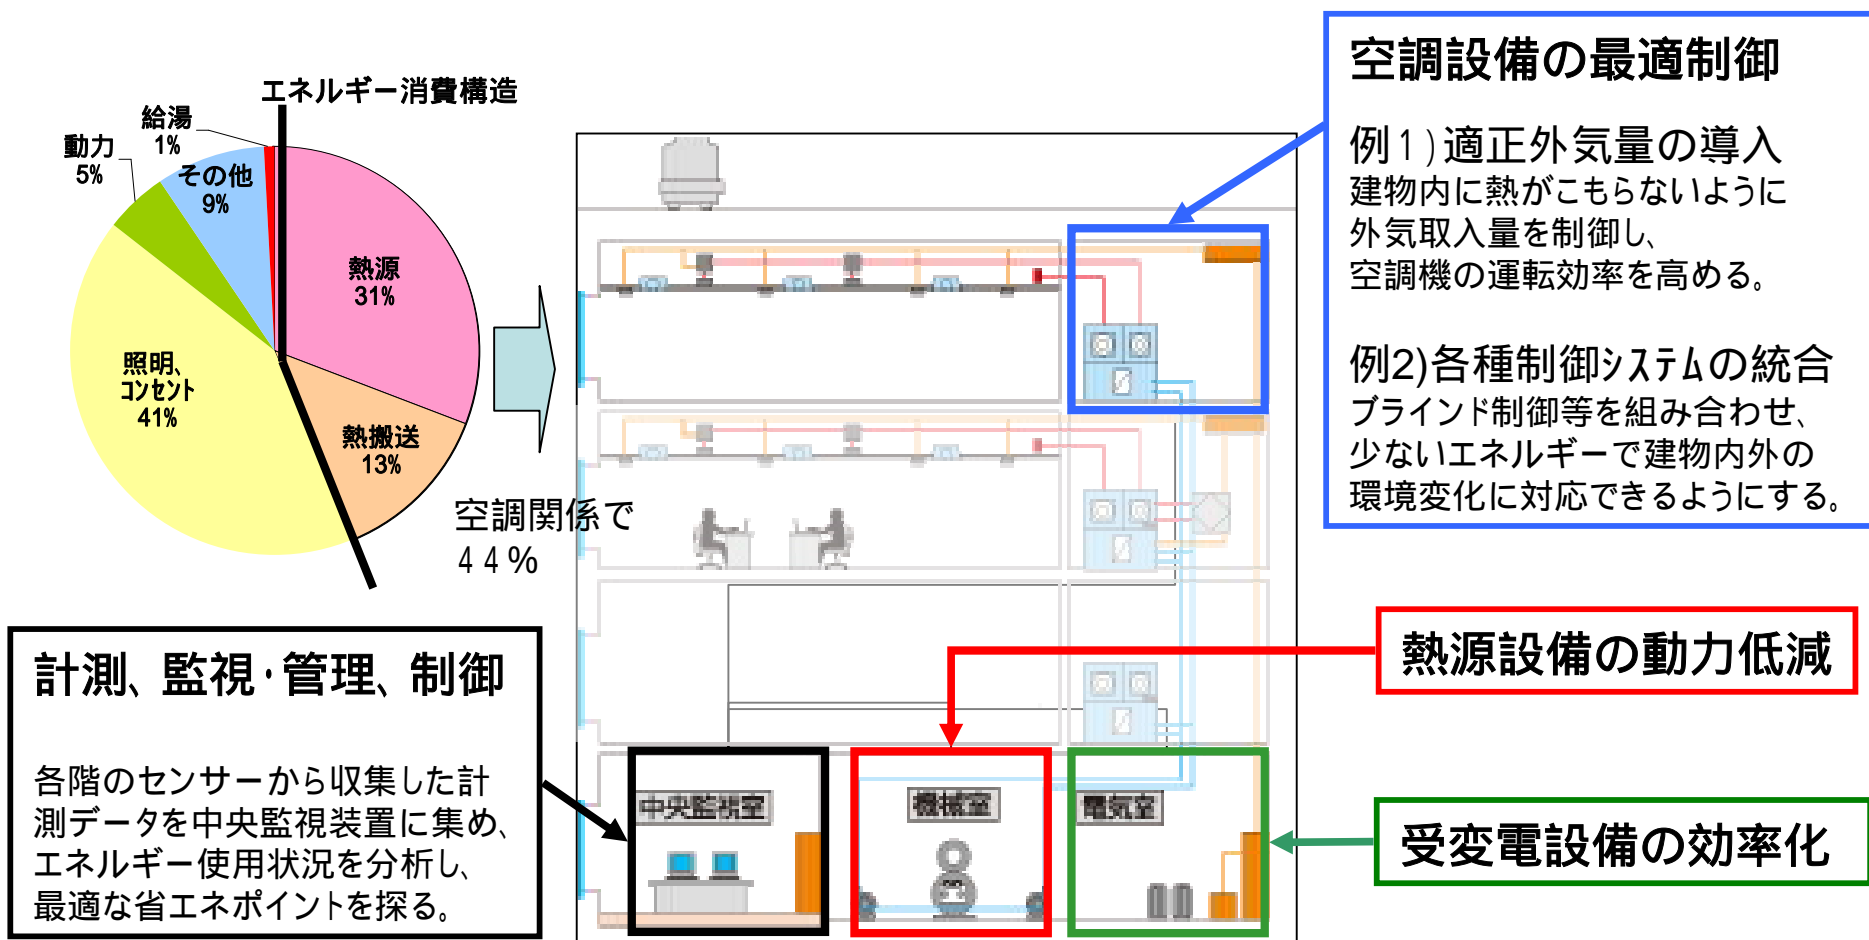 エネルギー消費構造
給湯
1%
動力
5%
その他
9%
熱源
31%
照明、
コンセント
41%
熱搬送
13%
空調関係で
44%
空調設備の最適制御
例1)適正外気量の導入
建物内に熱がこもらないように
外気取入量を制御し、
空調機の運転効率を高める。
例2)各種制御システムの統合
ブラインド制御等を組み合わせ、
少ないエネルギーで建物内外の
環境変化に対応できるようにする。
計測、監視・管理、制御
各階のセンサーから収集した計
測データを中央監視装置に集め、
エネルギー使用状況を分析し、
最適な省エネポイントを探る。
中央監視室
機械室
電気室
熱源設備の動力低減
受変電設備の効率化